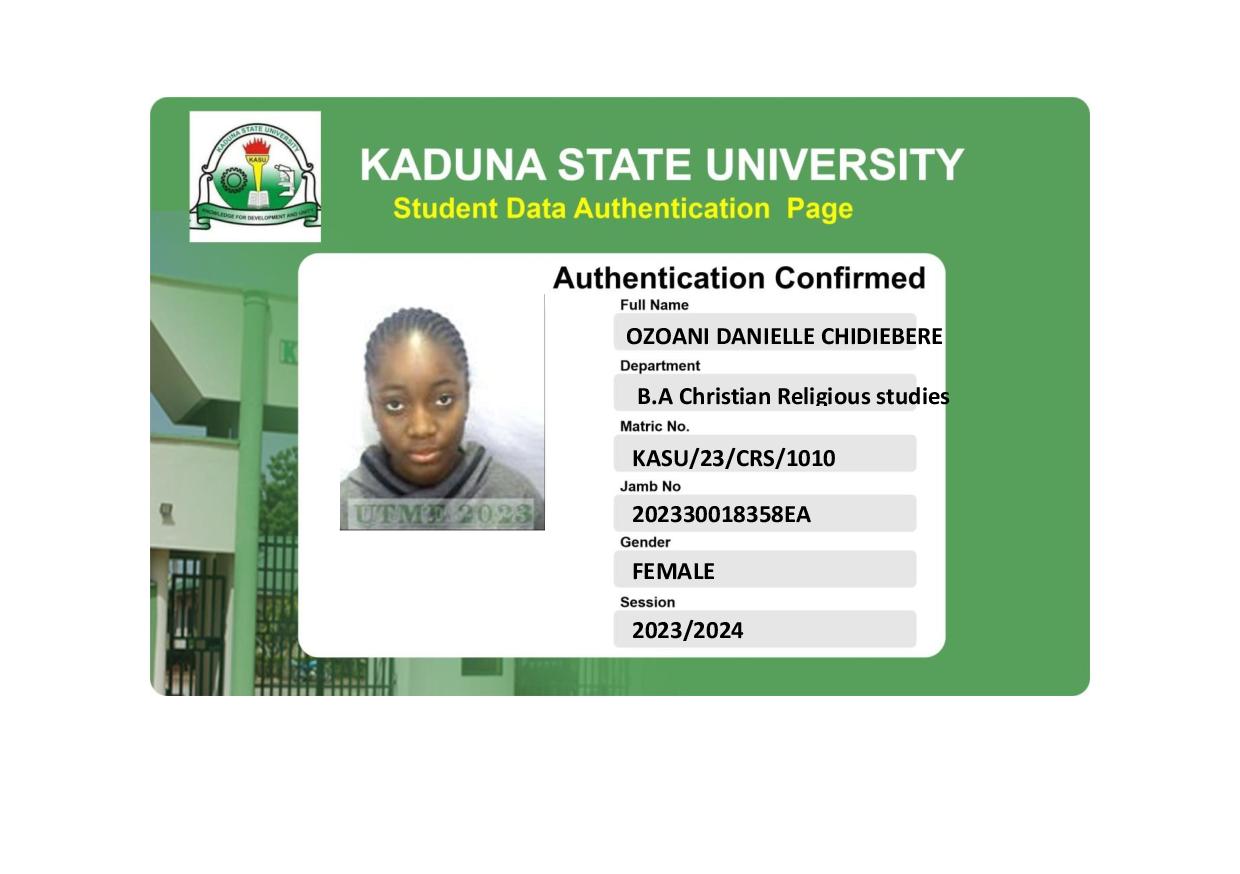 KADUNA STATE UNIVERSITY
KASU
KNOWLEDGE FOR DEVELOPMENT AND UNITY
KADUNA STATE UNIVERSITY
Student Data Authentication Page
Authentication Confirmed
Full Name
OZOANI DANIELLE CHIDIEBERE
Department
B.A Christian Religious studies
Matric No.
KASU/23/CRS/1010
Jamb No
202330018358EA
Gender
FEMALE
Session
2023/2024
UTME 2023
K